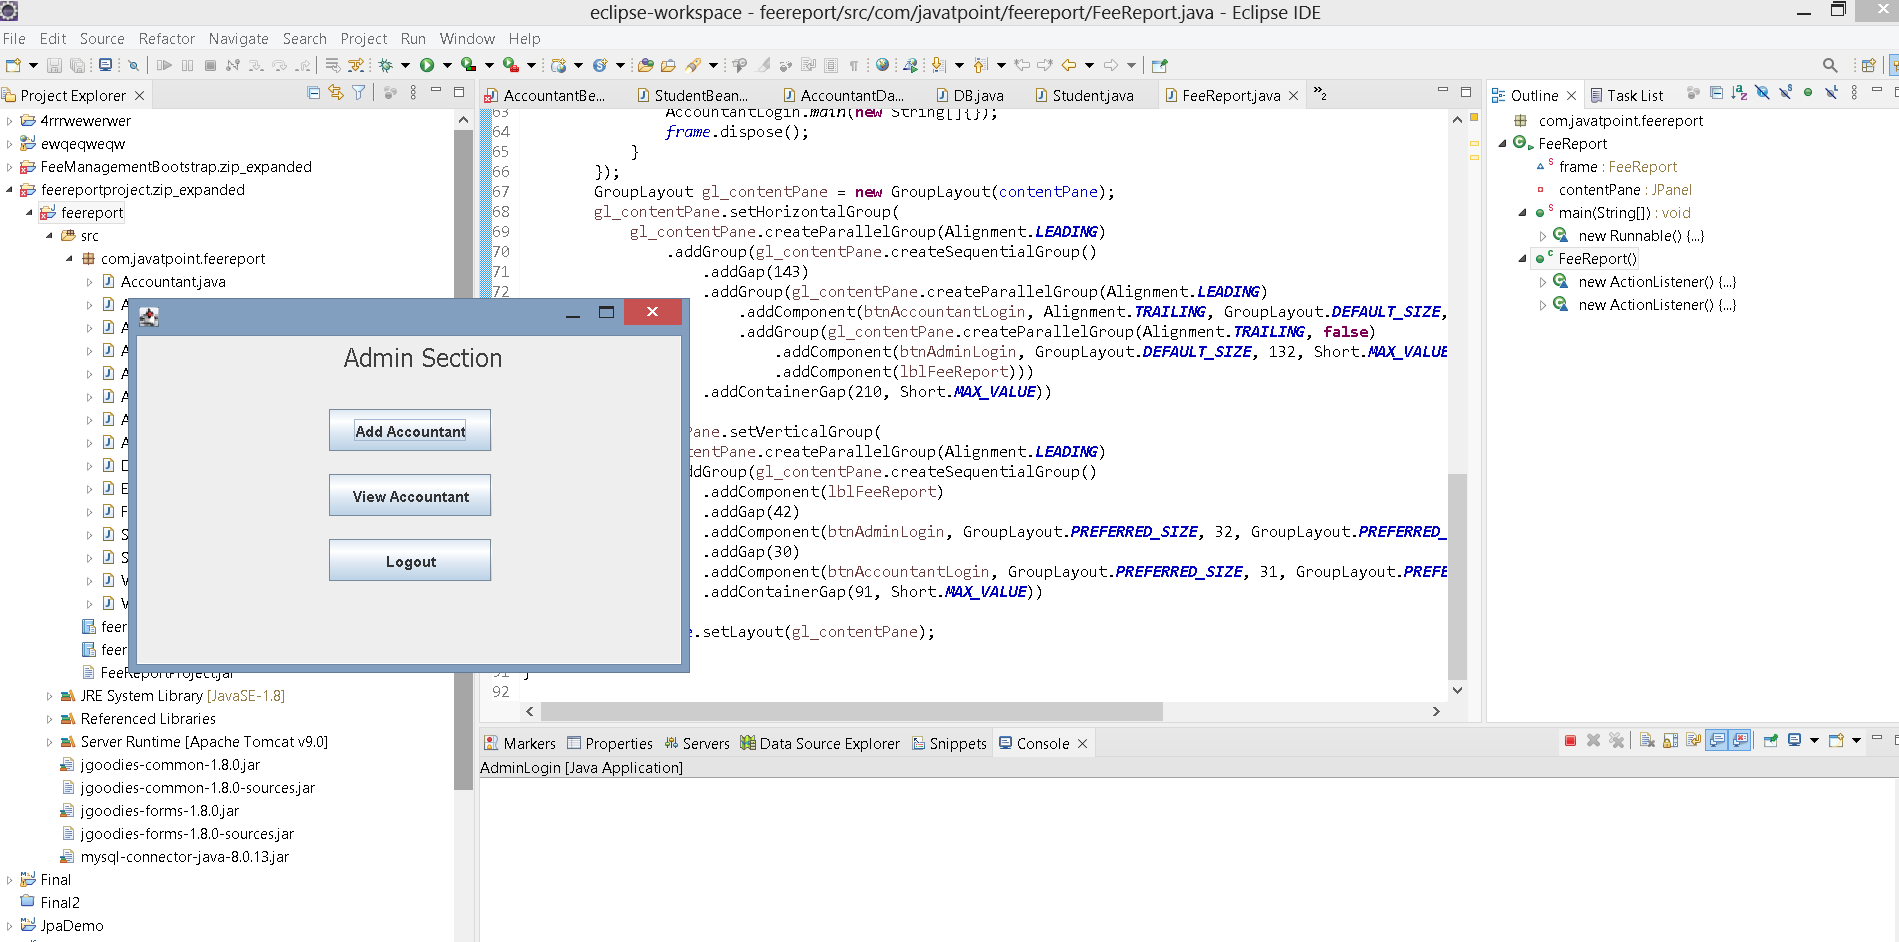 eclipse-workspace - feereport/src/com/javatpoint/feereport/FeeReport.java - Eclipse IDE
File Edit Source Refactor Navigate Search Project Run Window Help
Project Explorer
4rrrwewerwer
ewqeqweqw
FeeManagementBootstrap.zip_expanded
feereportproject.zip_expanded
feereport
src
com.javatpoint.feereport
Accountant.java
A
A
A
A
A
A
A
D
E
F
S
S
V
V
feer
feer
FeeReportProject.jar
JRE System Library [JavaSE-1.8]
Referenced Libraries
Server Runtime [Apache Tomcat v9.0]
jgoodies-common-1.8.0.jar
jgoodies-common-1.8.0-sources.jar
jgoodies-forms-1.8.0.jar
jgoodies-forms-1.8.0-sources.jar
mysql-connector-java-8.0.13.jar
Final
Final2
JpaDemo
Admin Section
Add Accountant
View Accountant
Logout
AccountantBe... StudentBean... AccountantDa... DB.java Student.java FeeReport.java »2
63 AccountantLogin.main(new String[]{});
64 frame.dispose();
65 }
66 });
67 GroupLayout gl_contentPane = new GroupLayout(contentPane);
68 gl_contentPane.setHorizontalGroup(
69 gl_contentPane.createParallelGroup(Alignment.LEADING)
70 .addGroup(gl_contentPane.createSequentialGroup()
71 .addGap(143)
72 .addGroup(gl_contentPane.createParallelGroup(Alignment.LEADING)
.addComponent(btnAccountantLogin, Alignment.TRAILING, GroupLayout.DEFAULT_SIZE,
.addGroup(gl_contentPane.createParallelGroup(Alignment.TRAILING, false)
.addComponent(btnAdminLogin, GroupLayout.DEFAULT_SIZE, 132, Short.MAX_VALUE
.addComponent(lblFeeReport)))
.addContainerGap(210, Short.MAX_VALUE))
Pane.setVerticalGroup(
entPane.createParallelGroup(Alignment.LEADING)
ddGroup(gl_contentPane.createSequentialGroup()
.addComponent(lblFeeReport)
.addGap(42)
.addComponent(btnAdminLogin, GroupLayout.PREFERRED_SIZE, 32, GroupLayout.PREFERRED_
.addGap(30)
.addComponent(btnAccountantLogin, GroupLayout.PREFERRED_SIZE, 31, GroupLayout.PREFE
.addContainerGap(91, Short.MAX_VALUE))
e.setLayout(gl_contentPane);
91 }
92
Outline Task List
com.javatpoint.feereport
FeeReport
frame : FeeReport
contentPane : JPanel
main(String[]) : void
new Runnable() {...}
FeeReport()
new ActionListener() {...}
new ActionListener() {...}
Markers Properties Servers Data Source Explorer Snippets Console
AdminLogin [Java Application]